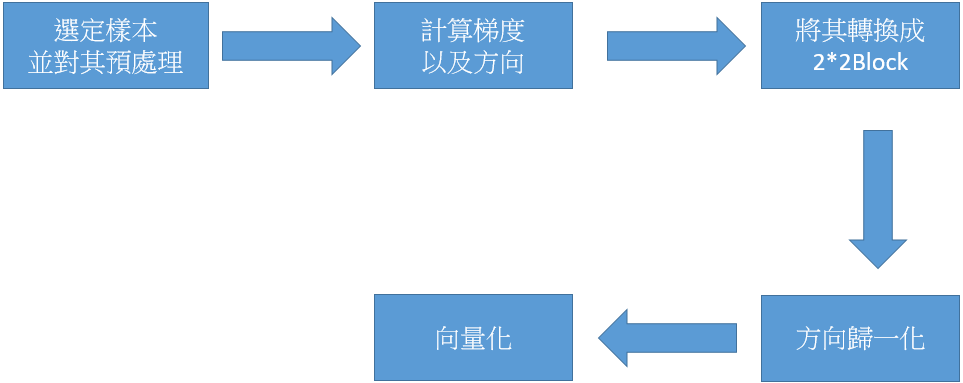 選定樣本
並對其預處理
計算梯度
以及方向
將其轉換成
2*2Block
方向歸一化
向量化